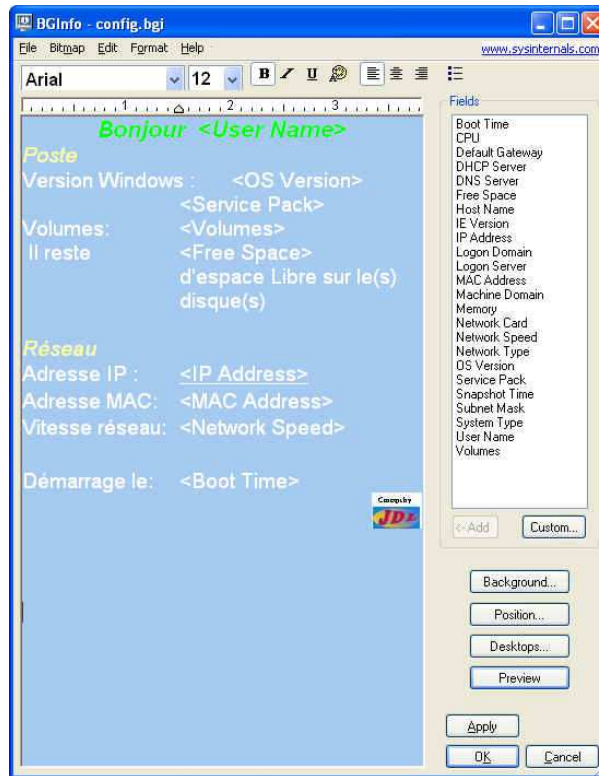 BGInfo - config.bgi
File Bitmap Edit Format Help www.sysinternals.com
Arial 12 B I U
1 2 3
Fields
Bonjour <User Name>
Poste
Version Windows : <OS Version>
<Service Pack>
Volumes: <Volumes>
Il reste <Free Space>
d'espace Libre sur le(s)
disque(s)
Réseau
Adresse IP : <IP Address>
Adresse MAC: <MAC Address>
Vitesse réseau: <Network Speed>
Démarrage le: <Boot Time>
JDL
Boot Time
CPU
Default Gateway
DHCP Server
DNS Server
Free Space
Host Name
IE Version
IP Address
Logon Domain
Logon Server
MAC Address
Machine Domain
Memory
Network Card
Network Speed
Network Type
OS Version
Service Pack
Snapshot Time
Subnet Mask
System Type
User Name
Volumes
<- Add Custom...
Background...
Position...
Desktops...
Preview
Apply
OK Cancel